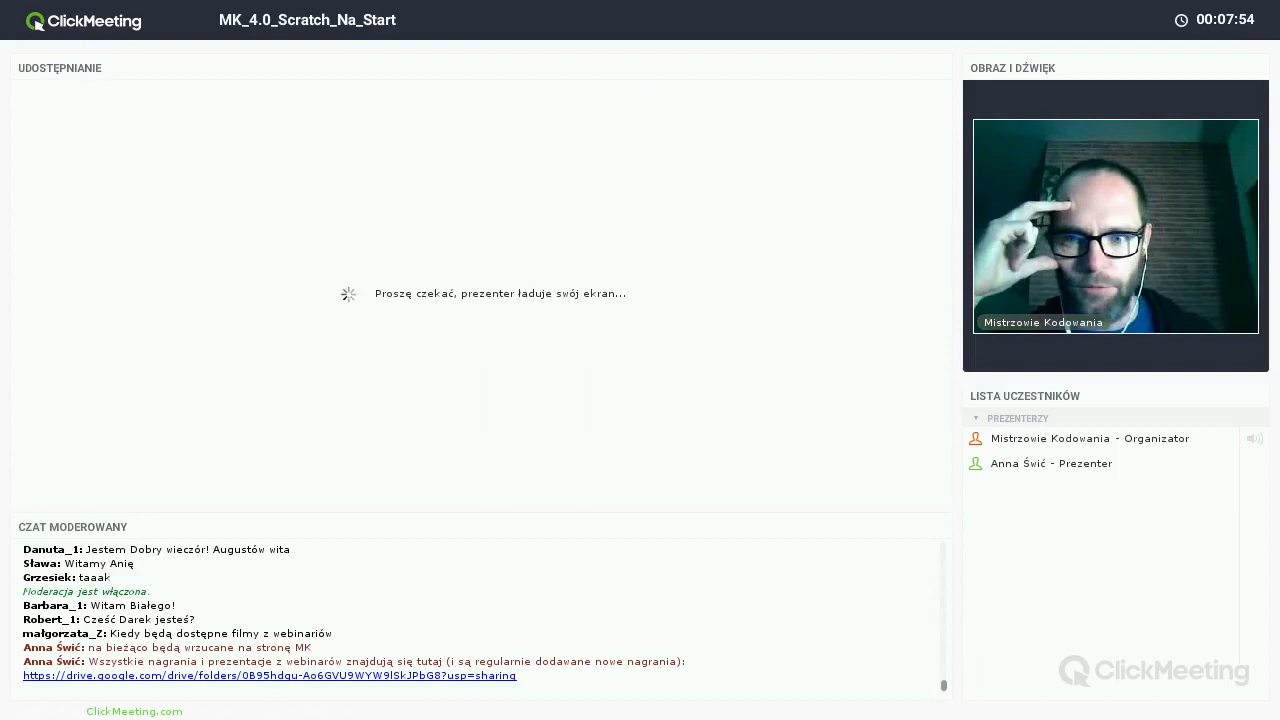 ClickMeeting
MK_4.0_Scratch_Na_Start
00:07:54
UDOSTĘPNIANIE
Proszę czekać, prezenter ładuje swój ekran...
OBRAZ I DŹWIĘK
Mistrzowie Kodowania
LISTA UCZESTNIKÓW
PREZENTERZY
Mistrzowie Kodowania - Organizator
Anna Świć - Prezenter
CZAT MODEROWANY
Danuta_1: Jestem Dobry wieczór! Augustów wita
Sława: Witamy Anię
Grzesiek: taaak
Moderacja jest włączona.
Barbara_1: Witam Białego!
Robert_1: Cześć Darek jesteś?
małgorzata_Z: Kiedy będą dostępne filmy z webinariów
Anna Świć: na bieżąco będą wrzucane na stronę MK
Anna Świć: Wszystkie nagrania i prezentacje z webinarów znajdują się tutaj (i są regularnie dodawane nowe nagrania):
https://drive.google.com/drive/folders/0B95hdgu-Ao6GVU9WYW9lSkJPbG8?usp=sharing
ClickMeeting
ClickMeeting.com